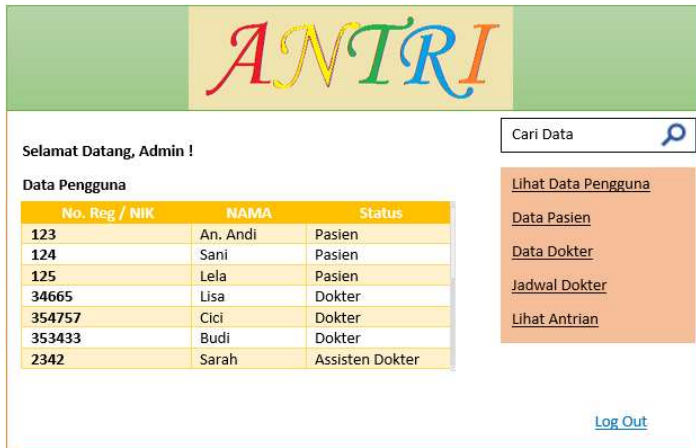 ANTRI
Cari Data
Selamat Datang, Admin !
Data Pengguna
No. Reg / NIK NAMA Status
123 An. Andi Pasien
124 Sani Pasien
125 Lela Pasien
34665 Lisa Dokter
354757 Cici Dokter
353433 Budi Dokter
2342 Sarah Assisten Dokter
Lihat Data Pengguna
Data Pasien
Data Dokter
Jadwal Dokter
Lihat Antrian
Log Out